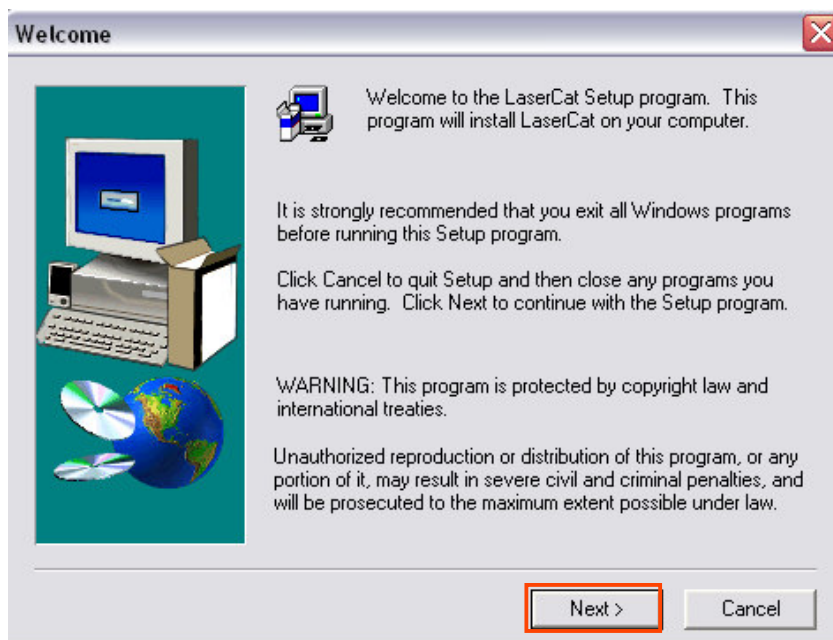 Welcome
Welcome to the LaserCat Setup program. This
program will install LaserCat on your computer.
It is strongly recommended that you exit all Windows programs
before running this Setup program.
Click Cancel to quit Setup and then close any programs you
have running. Click Next to continue with the Setup program.
WARNING: This program is protected by copyright law and
international treaties.
Unauthorized reproduction or distribution of this program, or any
portion of it, may result in severe civil and criminal penalties, and
will be prosecuted to the maximum extent possible under law.
Next >
Cancel